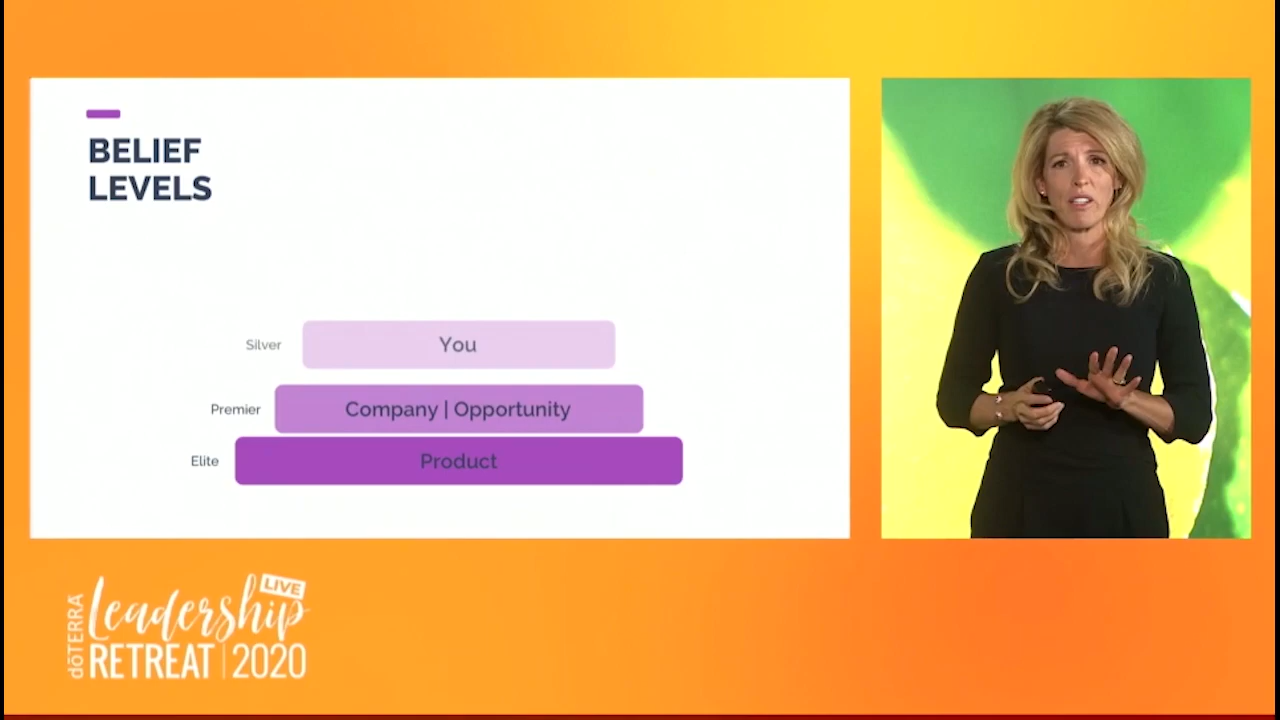 BELIEF
LEVELS
Silver
You
Premier
Company | Opportunity
Elite
Product
LIVE
dōTERRA
Leadership
RETREAT | 2020